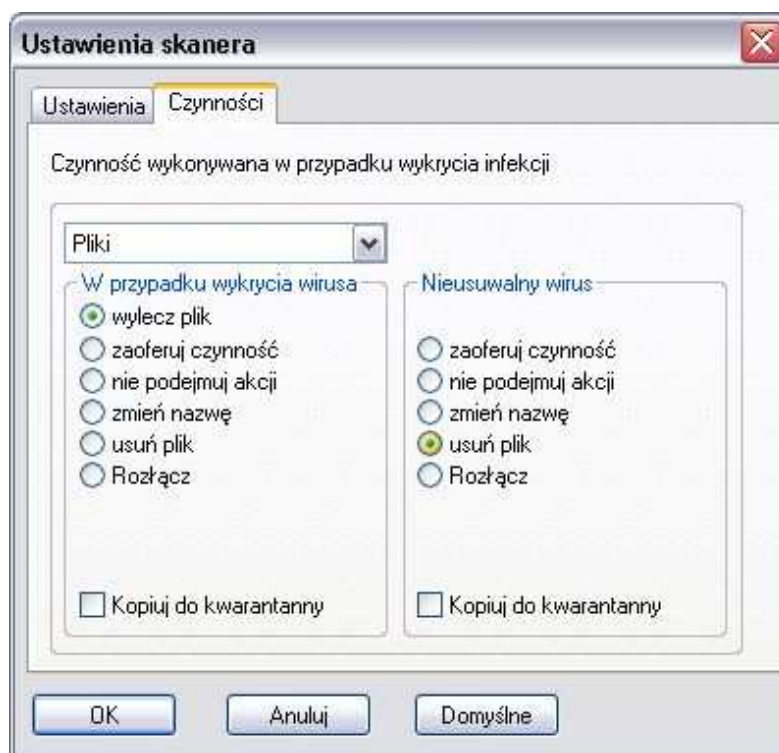 Ustawienia skanera
Ustawienia
Czynności
Czynność wykonywana w przypadku wykrycia infekcji
Pliki
W przypadku wykrycia wirusa
wylecz plik
zaoferuj czynność
nie podejmuj akcji
zmień nazwę
usuń plik
Rozłącz
Kopiuj do kwarantanny
Nieusuwalny wirus
zaoferuj czynność
nie podejmuj akcji
zmień nazwę
usuń plik
Rozłącz
Kopiuj do kwarantanny
OK
Anuluj
Domyślne